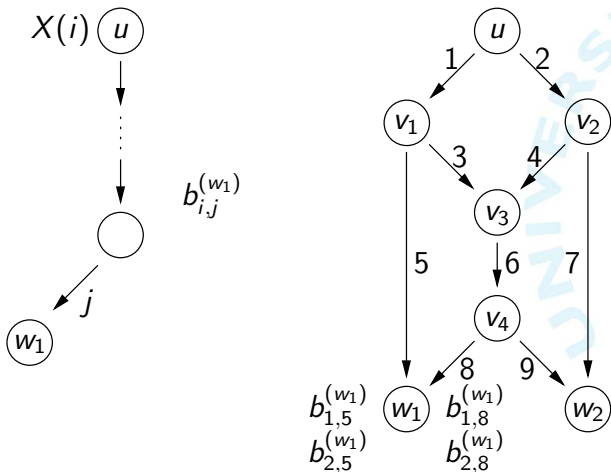 X(i) u
b_{i,j}^{(w_1)}
j
w_1
u
1 2
v_1 v_2
3 4
v_3
5 6 7
v_4
8 9
b_{1,5}^{(w_1)} w_1 b_{1,8}^{(w_1)} w_2
b_{2,5}^{(w_1)} b_{2,8}^{(w_1)}
UNIVERS